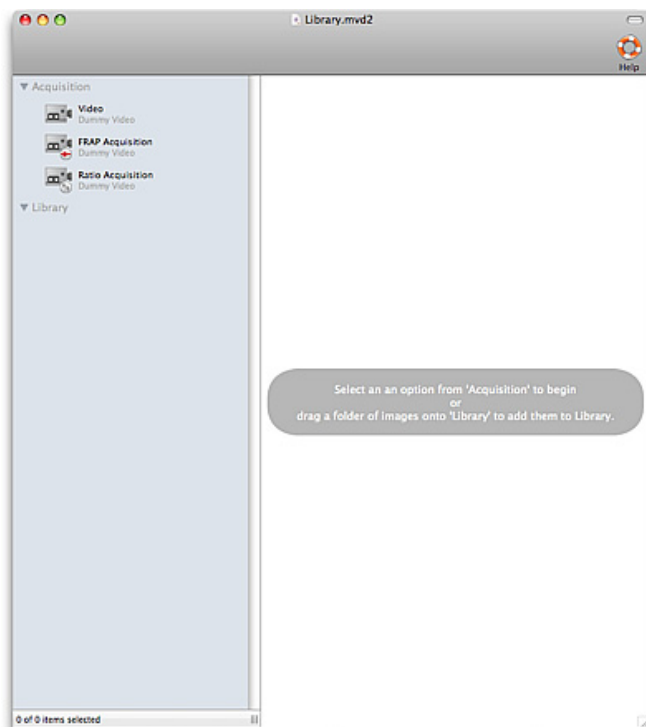 Library.mvd2
Help
Acquisition
Video
Dummy Video
FRAP Acquisition
Dummy Video
Ratio Acquisition
Dummy Video
Library
Select an an option from 'Acquisition' to begin
or
drag a folder of images onto 'Library' to add them to Library.
0 of 0 items selected